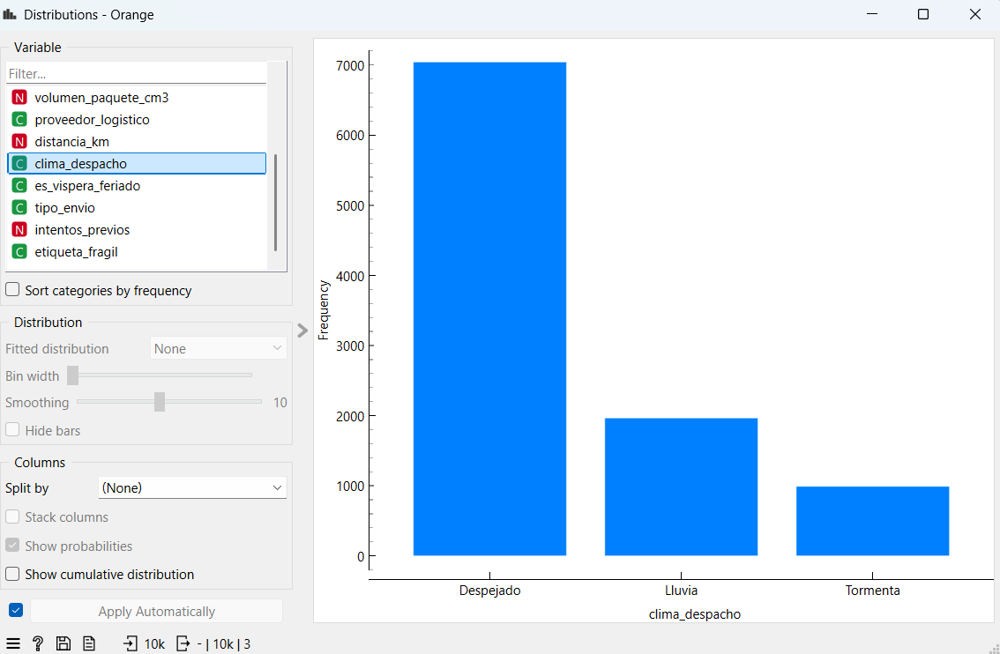 Distributions - Orange
Variable
Filter...
N volumen_paquete_cm3
C proveedor_logistico
N distancia_km
C clima_despacho
C es_vispera_feriado
C tipo_envio
N intentos_previos
C etiqueta_fragil
Sort categories by frequency
Distribution
Fitted distribution None
Bin width
Smoothing 10
Hide bars
Columns
Split by (None)
Stack columns
Show probabilities
Show cumulative distribution
Apply Automatically
? 10k - | 10k | 3
7000
6000
5000
4000
3000
2000
1000
0
Frequency
Despejado Lluvia Tormenta
clima_despacho